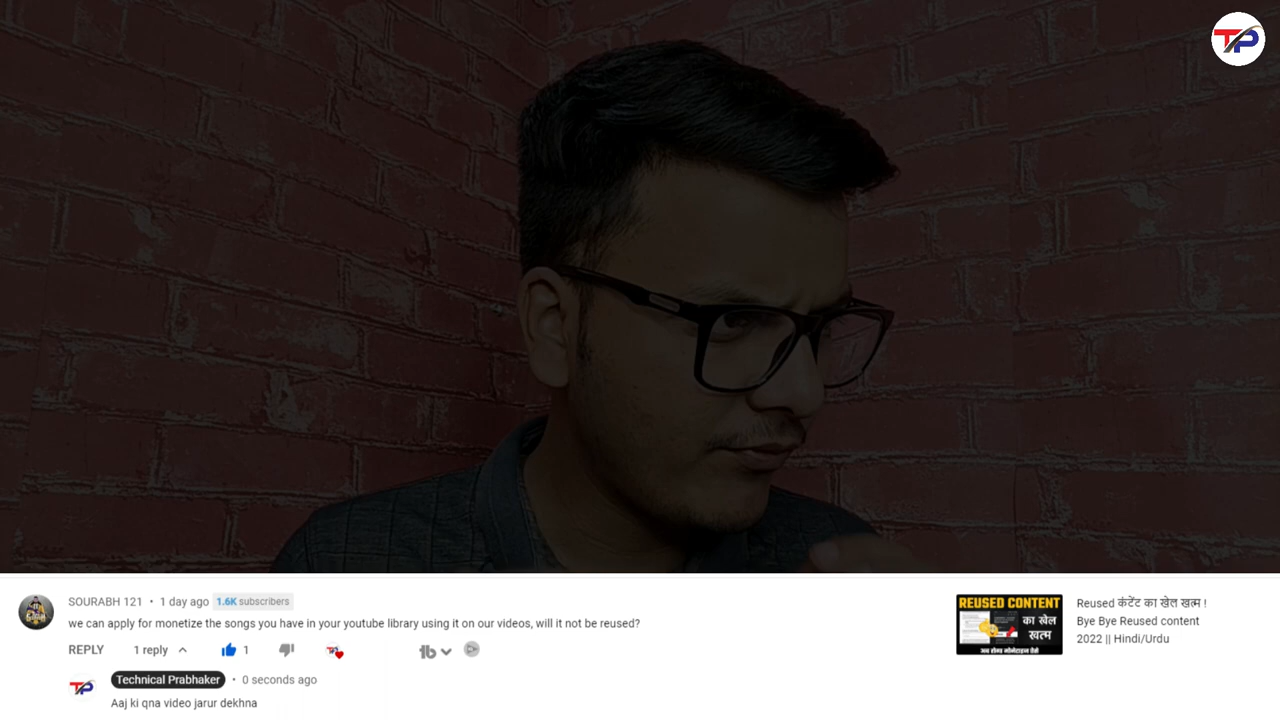 TP
SOURABH 121 • 1 day ago 1.6K subscribers
we can apply for monetize the songs you have in your youtube library using it on our videos, will it not be reused?
REPLY 1 reply 1
Technical Prabhaker • 0 seconds ago
Aaj ki qna video jarur dekhna
REUSED CONTENT
का खेल
खत्म
अब होगा मोनेटाइज ऐसे
Reused कंटेंट का खेल खत्म !
Bye Bye Reused content
2022 || Hindi/Urdu